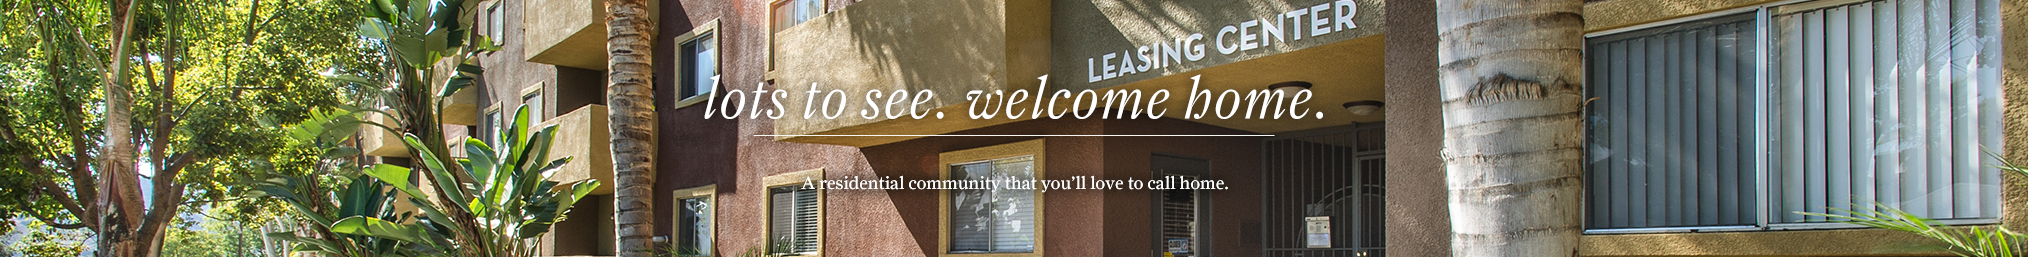 LEASING CENTER
lots to see. welcome home.
A residential community that you'll love to call home.